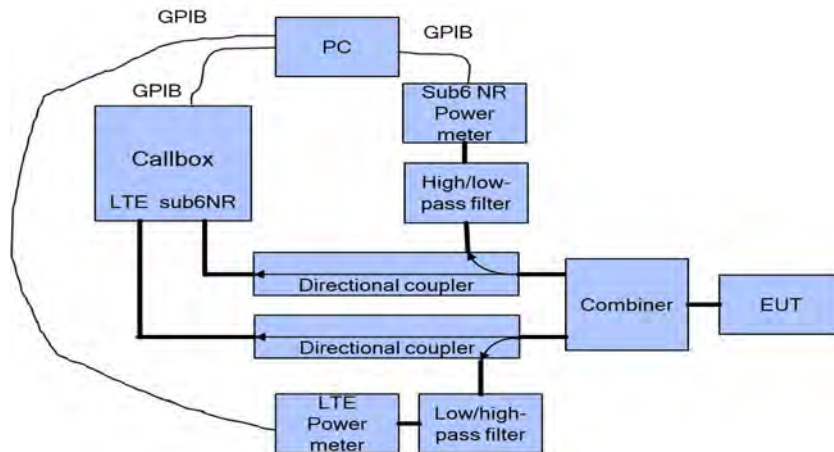 GPIB
PC
GPIB
GPIB
Sub6 NR
Power
meter
Callbox
LTE sub6NR
High/low-
pass filter
Directional coupler
Combiner
EUT
Directional coupler
LTE
Power
meter
Low/high-
pass filter